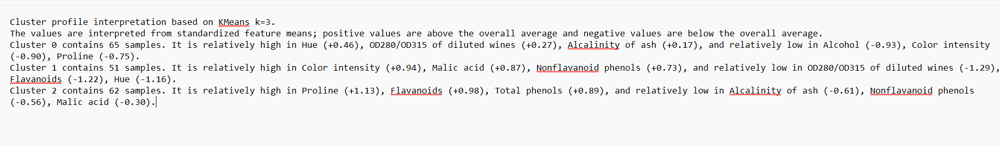 Cluster profile interpretation based on KMeans k=3.
The values are interpreted from standardized feature means; positive values are above the overall average and negative values are below the overall average.
Cluster 0 contains 65 samples. It is relatively high in Hue (+0.46), OD280/OD315 of diluted wines (+0.27), Alcalinity of ash (+0.17), and relatively low in Alcohol (-0.93), Color intensity
(-0.90), Proline (-0.75).
Cluster 1 contains 51 samples. It is relatively high in Color intensity (+0.94), Malic acid (+0.87), Nonflavanoid phenols (+0.73), and relatively low in OD280/OD315 of diluted wines (-1.29),
Flavanoids (-1.22), Hue (-1.16).
Cluster 2 contains 62 samples. It is relatively high in Proline (+1.13), Flavanoids (+0.98), Total phenols (+0.89), and relatively low in Alcalinity of ash (-0.61), Nonflavanoid phenols
(-0.56), Malic acid (-0.30).